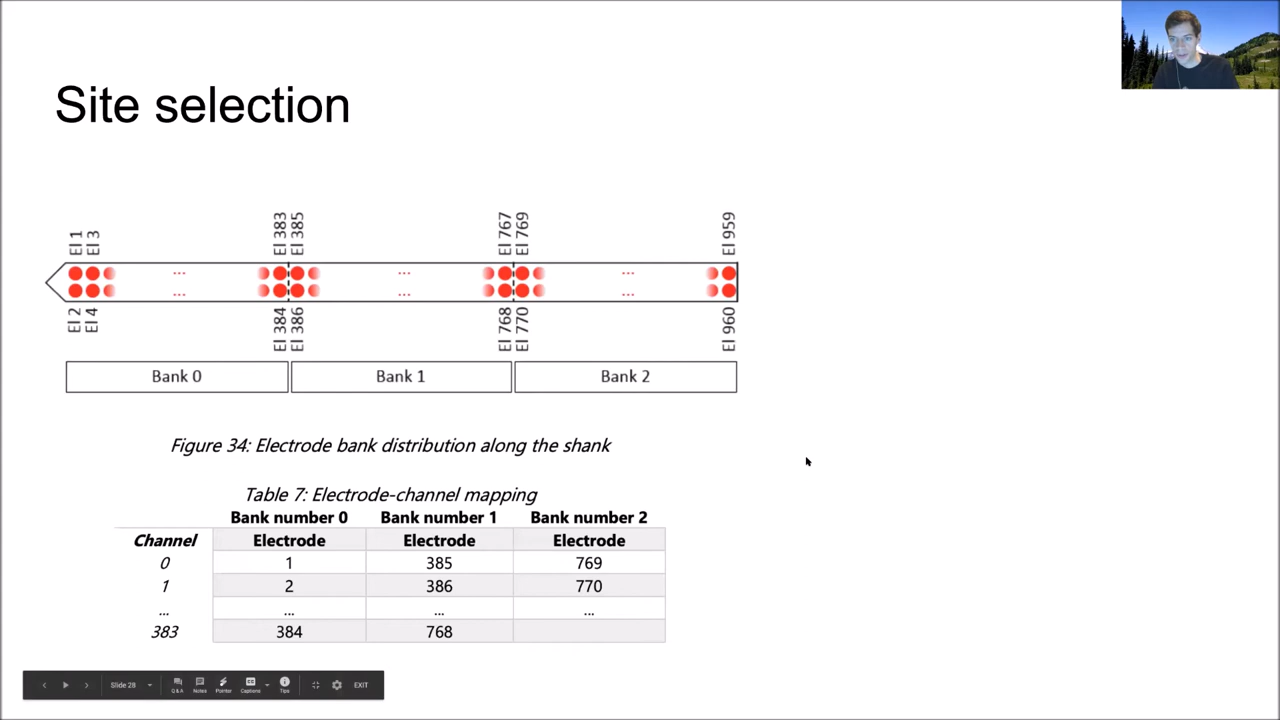 Site selection
El 1 El 3 El 383 El 385 El 767 El 769 El 959
... ... ...
... ... ...
El 2 El 4 El 384 El 386 El 768 El 770 El 960
Bank 0 Bank 1 Bank 2
Figure 34: Electrode bank distribution along the shank
Table 7: Electrode-channel mapping
Bank number 0 Bank number 1 Bank number 2
Channel Electrode Electrode Electrode
0 1 385 769
1 2 386 770
... ... ... ...
383 384 768
Slide 28 Q & A Notes Pointer Captions Tips EXIT